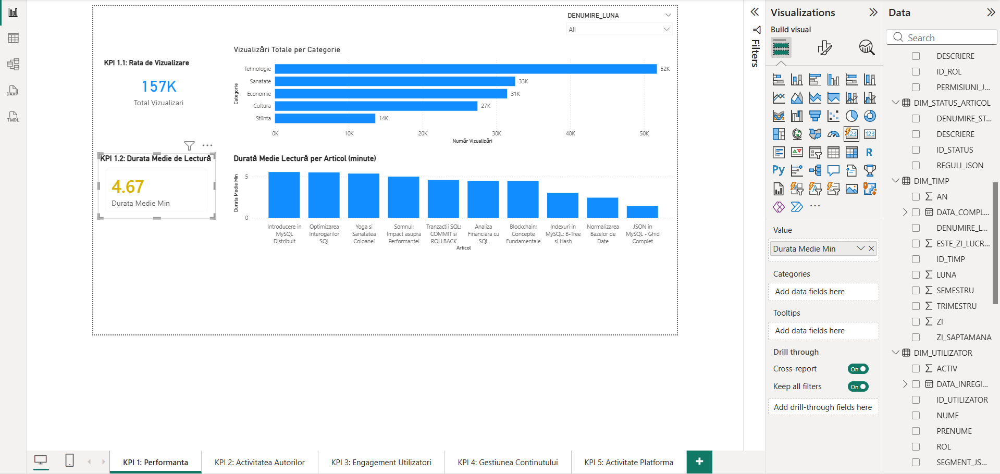 DENUMIRE_LUNA
All
KPI 1.1: Rata de Vizualizare
157K
Total Vizualizari
Vizualizări Totale per Categorie
Categorie
Tehnologie
52K
Sanatate
33K
Economie
31K
Cultura
27K
Stiinta
14K
0K
10K
20K
30K
40K
50K
Număr Vizualizări
KPI 1.2: Durata Medie de Lectură
4.67
Durata Medie Min
Durată Medie Lectură per Articol (minute)
Durata Medie Min
5
0
Introducere in
MySQL
Distribuit
Optimizarea
Interogarilor
SQL
Yoga si
Sanatatea
Coloanei
Somnul:
Impact asupra
Performantei
Tranzactii SQL:
COMMIT si
ROLLBACK
Analiza
Financiara cu
SQL
Blockchain:
Concepte
Fundamentale
Indexuri in
MySQL: B-Tree
si Hash
Normalizarea
Bazelor de
Date
JSON in
MySQL - Ghid
Complet
Articol
DAX
TMDL
KPI 1: Performanta
KPI 2: Activitatea Autorilor
KPI 3: Engagement Utilizatori
KPI 4: Gestiunea Continutului
KPI 5: Activitate Platforma
+
Filters
Visualizations
Build visual
123
123
R
Py
...
Value
Durata Medie Min
Categories
Add data fields here
Tooltips
Add data fields here
Drill through
Cross-report
On
Keep all filters
On
Add drill-through fields here
Data
Search
DESCRIERE
ID_ROL
PERMISIUNI_J...
DIM_STATUS_ARTICOL
DENUMIRE_ST...
DESCRIERE
ID_STATUS
REGULI_JSON
DIM_TIMP
AN
DATA_COMPL...
DENUMIRE_L...
ESTE_ZI_LUCR...
ID_TIMP
LUNA
SEMESTRU
TRIMESTRU
ZI
ZI_SAPTAMANA
DIM_UTILIZATOR
ACTIV
DATA_INREGI...
ID_UTILIZATOR
NUME
PRENUME
ROL
SEGMENT_JS...